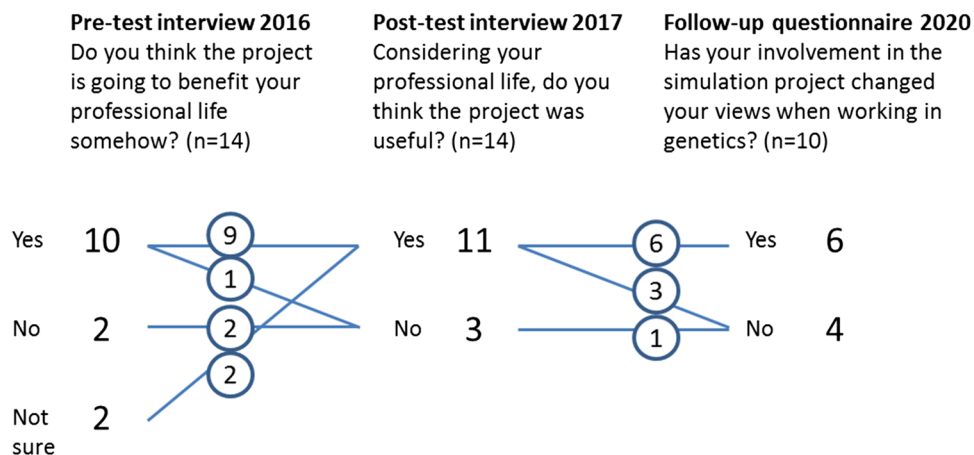 Pre-test interview 2016
Do you think the project
is going to benefit your
professional life
somehow? (n=14)
Post-test interview 2017
Considering your
professional life, do you
think the project was
useful? (n=14)
Follow-up questionnaire 2020
Has your involvement in the
simulation project changed
your views when working in
genetics? (n=10)
Yes 10 9 Yes 11 6 Yes 6
1 3
No 2 2 No 3 1 No 4
2
Not
sure 2